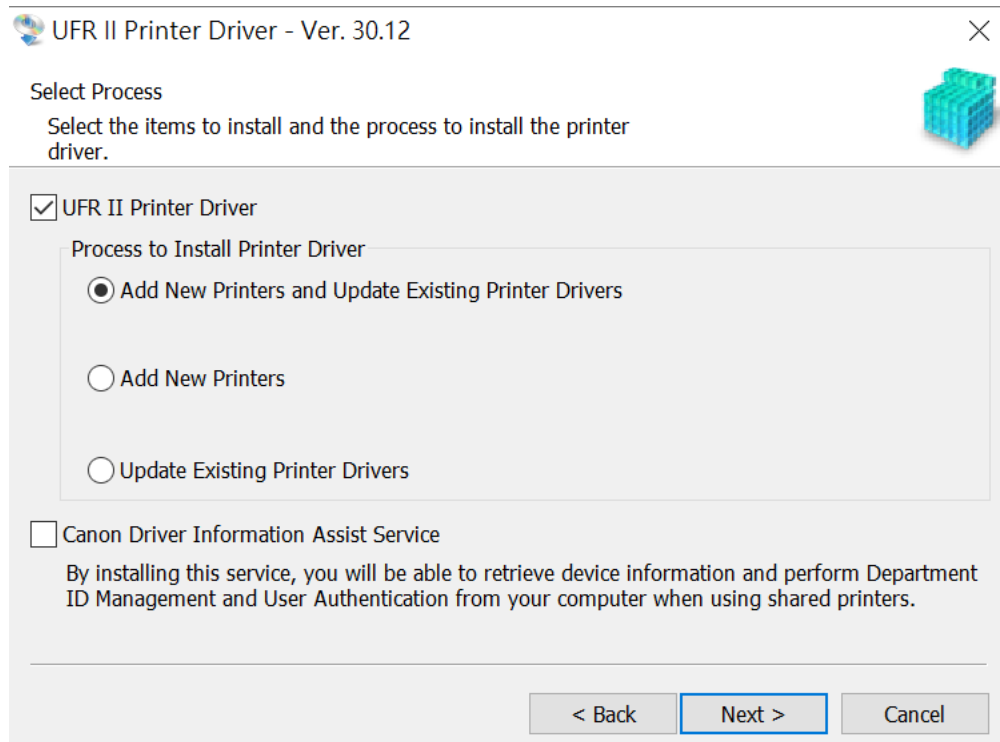 UFR II Printer Driver - Ver. 30.12
Select Process
Select the items to install and the process to install the printer
driver.
UFR II Printer Driver
Process to Install Printer Driver
Add New Printers and Update Existing Printer Drivers
Add New Printers
Update Existing Printer Drivers
Canon Driver Information Assist Service
By installing this service, you will be able to retrieve device information and perform Department
ID Management and User Authentication from your computer when using shared printers.
< Back Next > Cancel